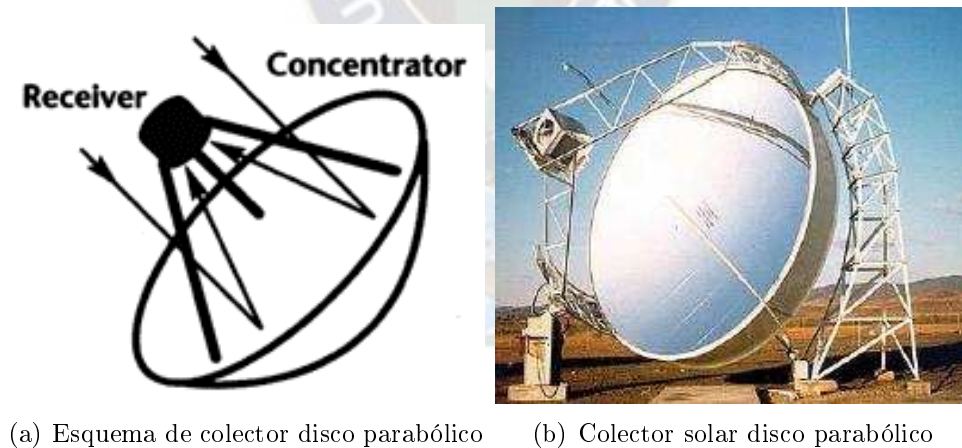 Concentrator
Receiver
(a) Esquema de colector disco parabólico
(b) Colector solar disco parabólico